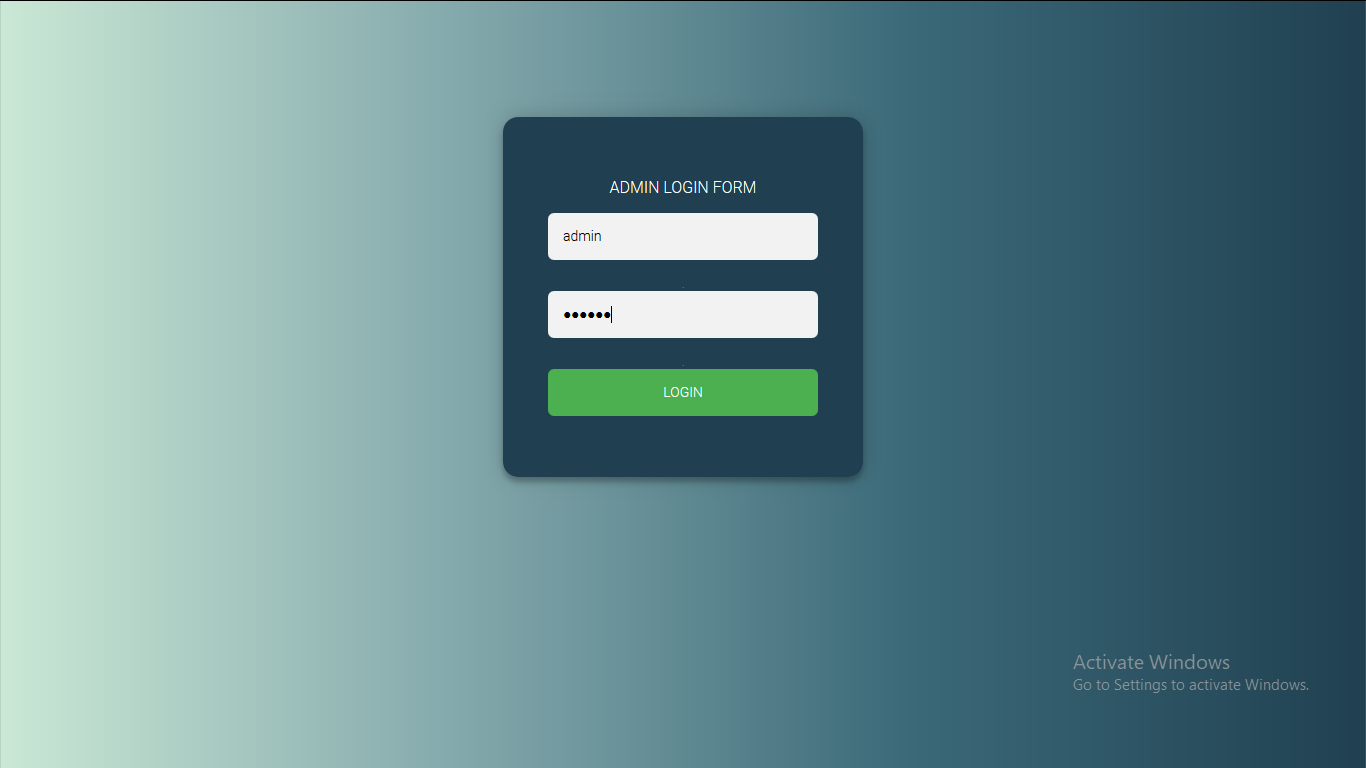 ADMIN LOGIN FORM
admin
••••••
LOGIN
Activate Windows
Go to Settings to activate Windows.